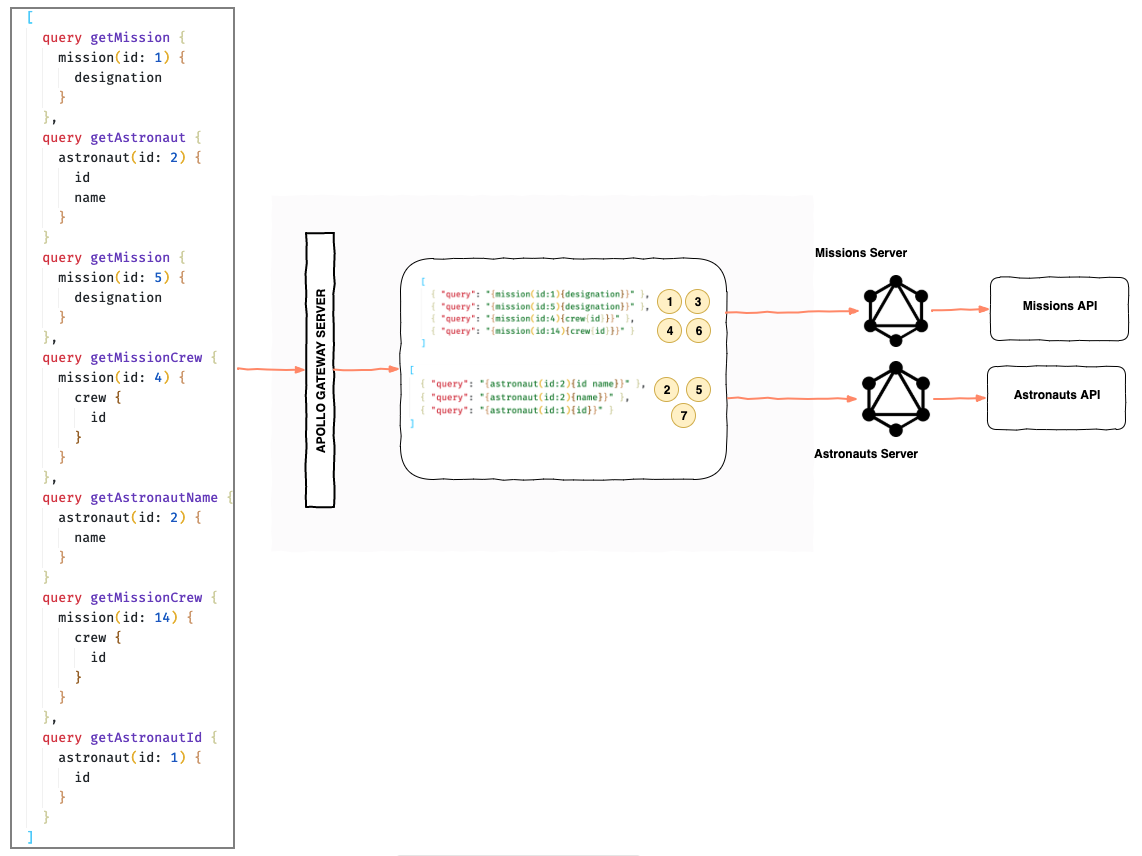 [
query getMission {
mission(id: 1) {
designation
}
},
query getAstronaut {
astronaut(id: 2) {
id
name
}
}
query getMission {
mission(id: 5) {
designation
}
},
query getMissionCrew {
mission(id: 4) {
crew {
id
}
}
},
query getAstronautName {
astronaut(id: 2) {
name
}
}
query getMissionCrew {
mission(id: 14) {
crew {
id
}
}
},
query getAstronautId {
astronaut(id: 1) {
id
}
}
]
APOLLO GATEWAY SERVER
[
{ "query": "{mission(id:1){designation}}" },
{ "query": "{mission(id:5){designation}}" },
{ "query": "{mission(id:4){crew{id}}}" },
{ "query": "{mission(id:14){crew{id}}}" }
]
1 3
4 6
[
{ "query": "{astronaut(id:2){id name}}" },
{ "query": "{astronaut(id:2){name}}" },
{ "query": "{astronaut(id:1){id}}" }
]
2 5
7
Missions Server
Missions API
Astronauts API
Astronauts Server